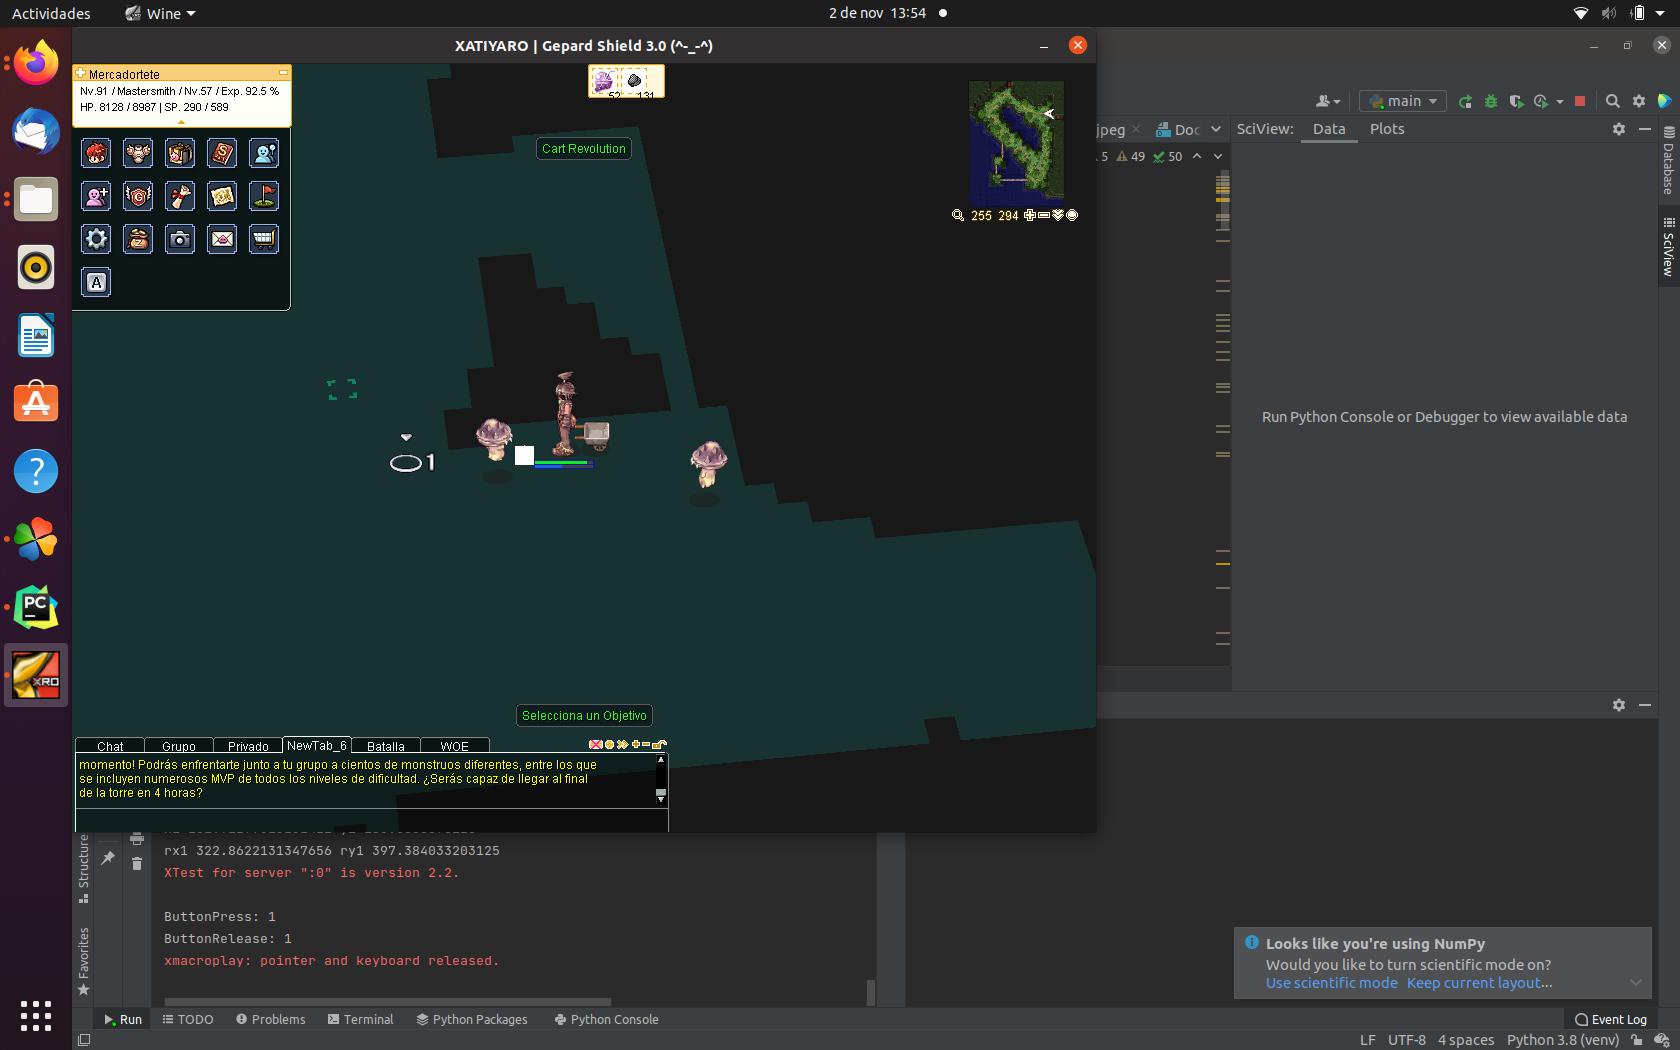 Actividades
Wine
2 de nov 13:54
XATIYARO | Gepard Shield 3.0 (^-_-^)
Mercadortete
Nv.91 / Mastersmith / Nv.57 / Exp. 92.5 %
HP. 8128 / 8987 | SP. 290 / 589
52 131
A
Cart Revolution
255 294
1
Selecciona un Objetivo
Chat Grupo Privado NewTab_6 Batalla WOE
momento! Podrás enfrentarte junto a tu grupo a cientos de monstruos diferentes, entre los que
se incluyen numerosos MVP de todos los niveles de dificultad. ¿Serás capaz de llegar al final
de la torre en 4 horas?
PC
XRO
main
jpeg
Doc
SciView: Data Plots
5 49 50
Database
SciView
Run Python Console or Debugger to view available data
rx1 322.8622131347656 ry1 397.384033203125
XTest for server ":0" is version 2.2.
ButtonPress: 1
ButtonRelease: 1
xmacroplay: pointer and keyboard released.
Structure
Favorites
Looks like you're using NumPy
Would you like to turn scientific mode on?
Use scientific mode Keep current layout...
Run TODO Problems Terminal Python Packages Python Console
Event Log
LF UTF-8 4 spaces Python 3.8 (venv)